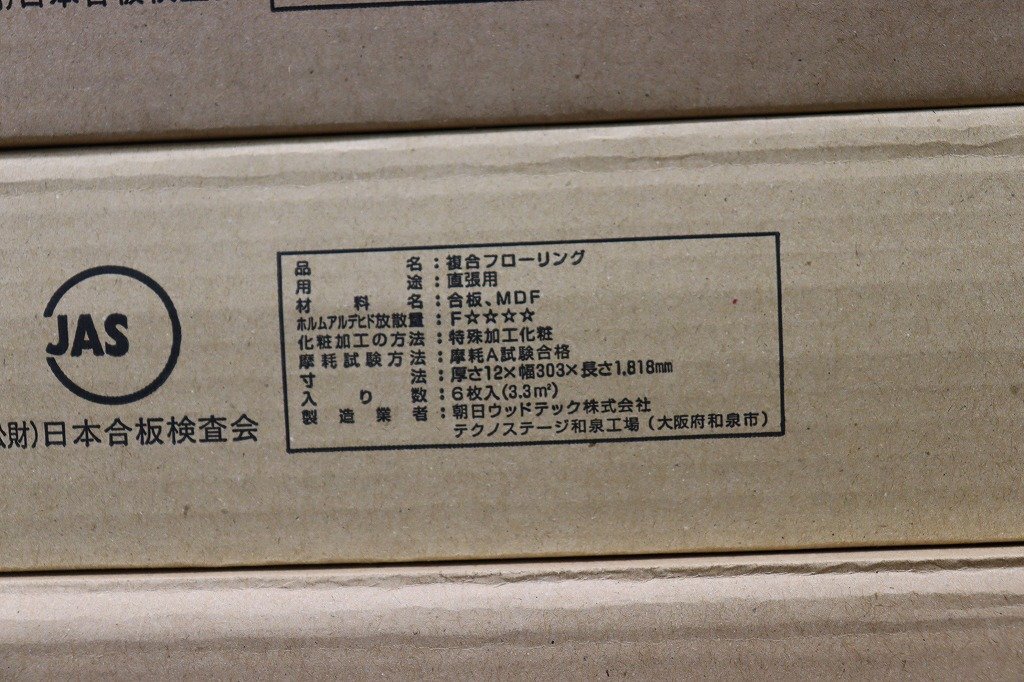 日本合板検査
JAS
財)日本合板検査会
品名:複合フローリング
用途:直張用
材料名:合板、MDF
ホルムアルデヒド放散量:F☆☆☆☆
化粧加工の方法:特殊加工化粧
摩耗試験方法:摩耗A試験合格
寸法:厚さ12×幅303×長さ1,818mm
入り数:6枚入(3.3㎡)
製造業者:朝日ウッドテック株式会社
テクノステージ和泉工場(大阪府和泉市)